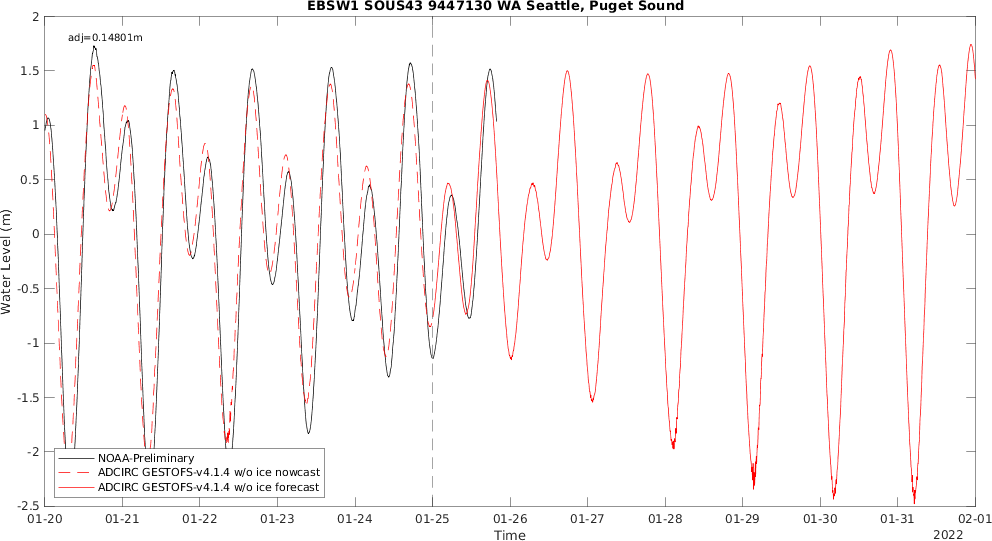 EBSW1 SOUS43 9447130 WA Seattle, Puget Sound
adj=0.14801m
2
1.5
1
0.5
0
-0.5
-1
-1.5
-2
-2.5
Water Level (m)
NOAA-Preliminary
ADCIRC GESTOFS-v4.1.4 w/o ice nowcast
ADCIRC GESTOFS-v4.1.4 w/o ice forecast
01-20 01-21 01-22 01-23 01-24 01-25 01-26 01-27 01-28 01-29 01-30 01-31 02-01
Time
2022